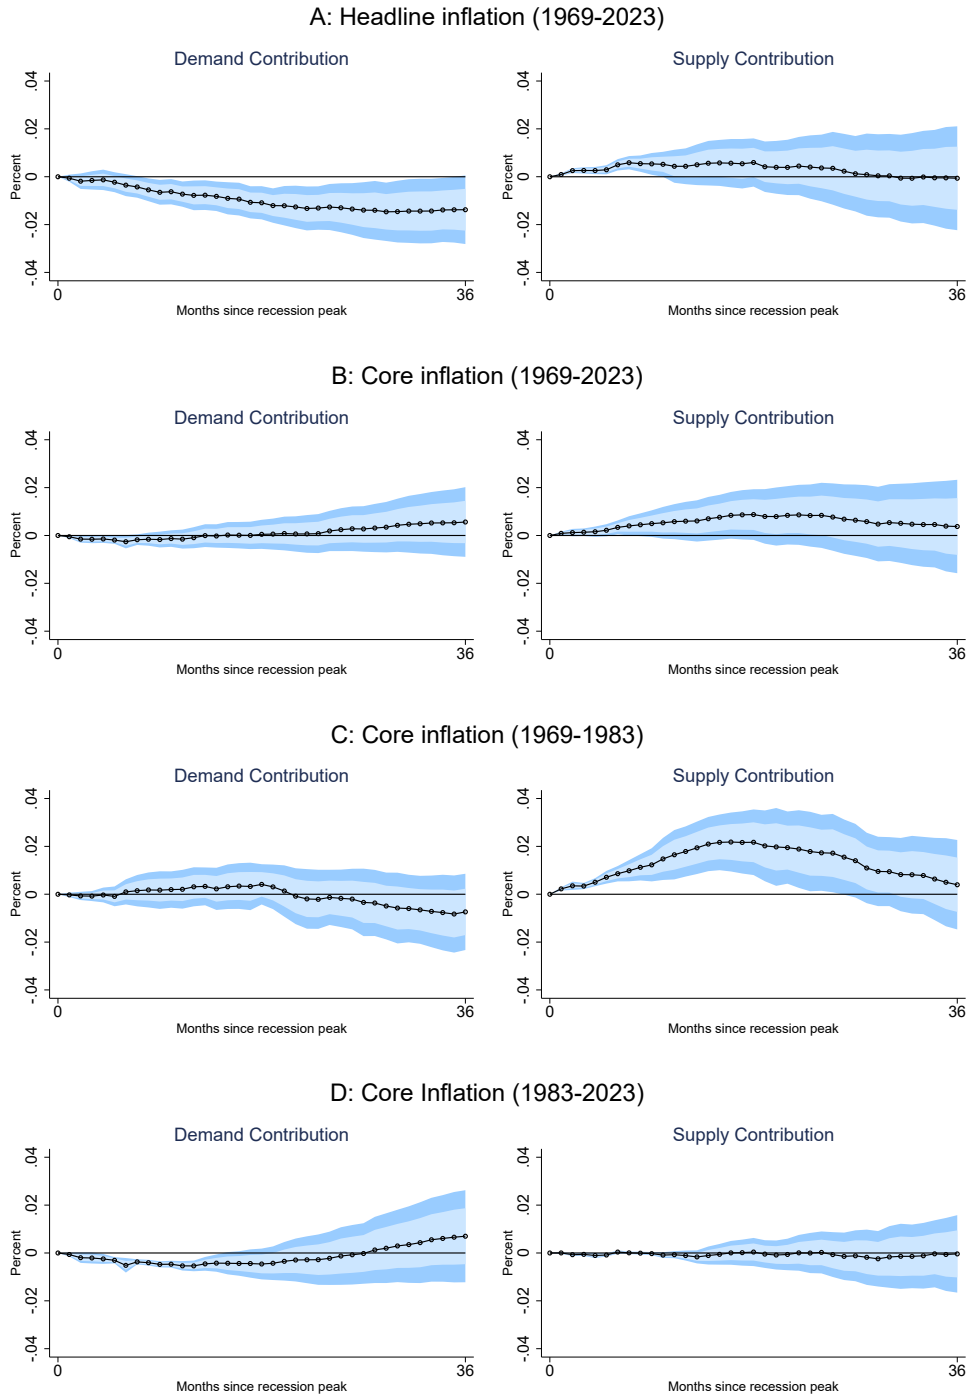 A: Headline inflation (1969-2023)
Demand Contribution
Supply Contribution
Percent
.04
.02
0
-.02
-.04
0
36
Months since recession peak
Percent
.04
.02
0
-.02
-.04
0
36
Months since recession peak
B: Core inflation (1969-2023)
Demand Contribution
Supply Contribution
Percent
.04
.02
0
-.02
-.04
0
36
Months since recession peak
Percent
.04
.02
0
-.02
-.04
0
36
Months since recession peak
C: Core inflation (1969-1983)
Demand Contribution
Supply Contribution
Percent
.04
.02
0
-.02
-.04
0
36
Months since recession peak
Percent
.04
.02
0
-.02
-.04
0
36
Months since recession peak
D: Core Inflation (1983-2023)
Demand Contribution
Supply Contribution
Percent
.04
.02
0
-.02
-.04
0
36
Months since recession peak
Percent
.04
.02
0
-.02
-.04
0
36
Months since recession peak